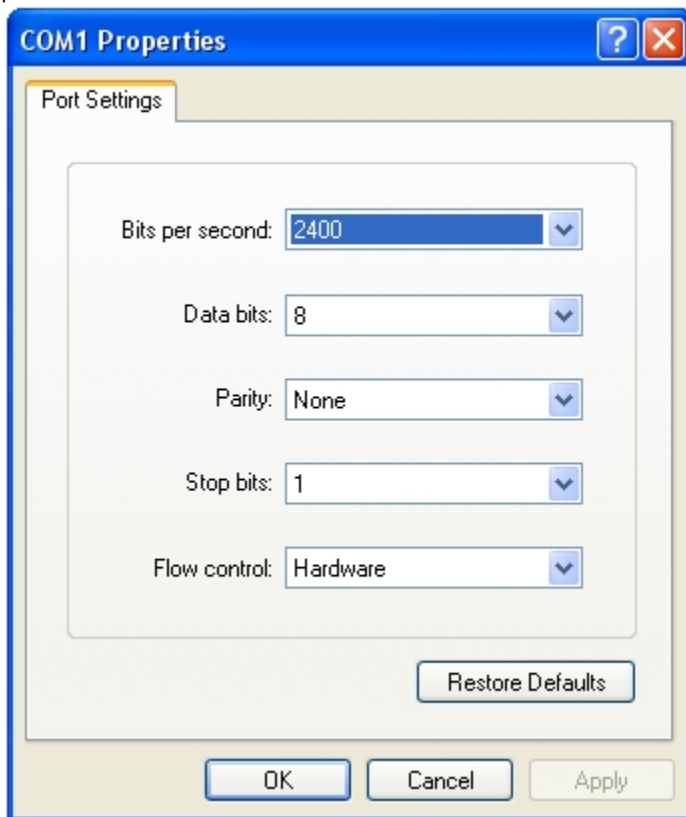 COM1 Properties
Port Settings
Bits per second: 2400
Data bits: 8
Parity: None
Stop bits: 1
Flow control: Hardware
Restore Defaults
OK Cancel Apply